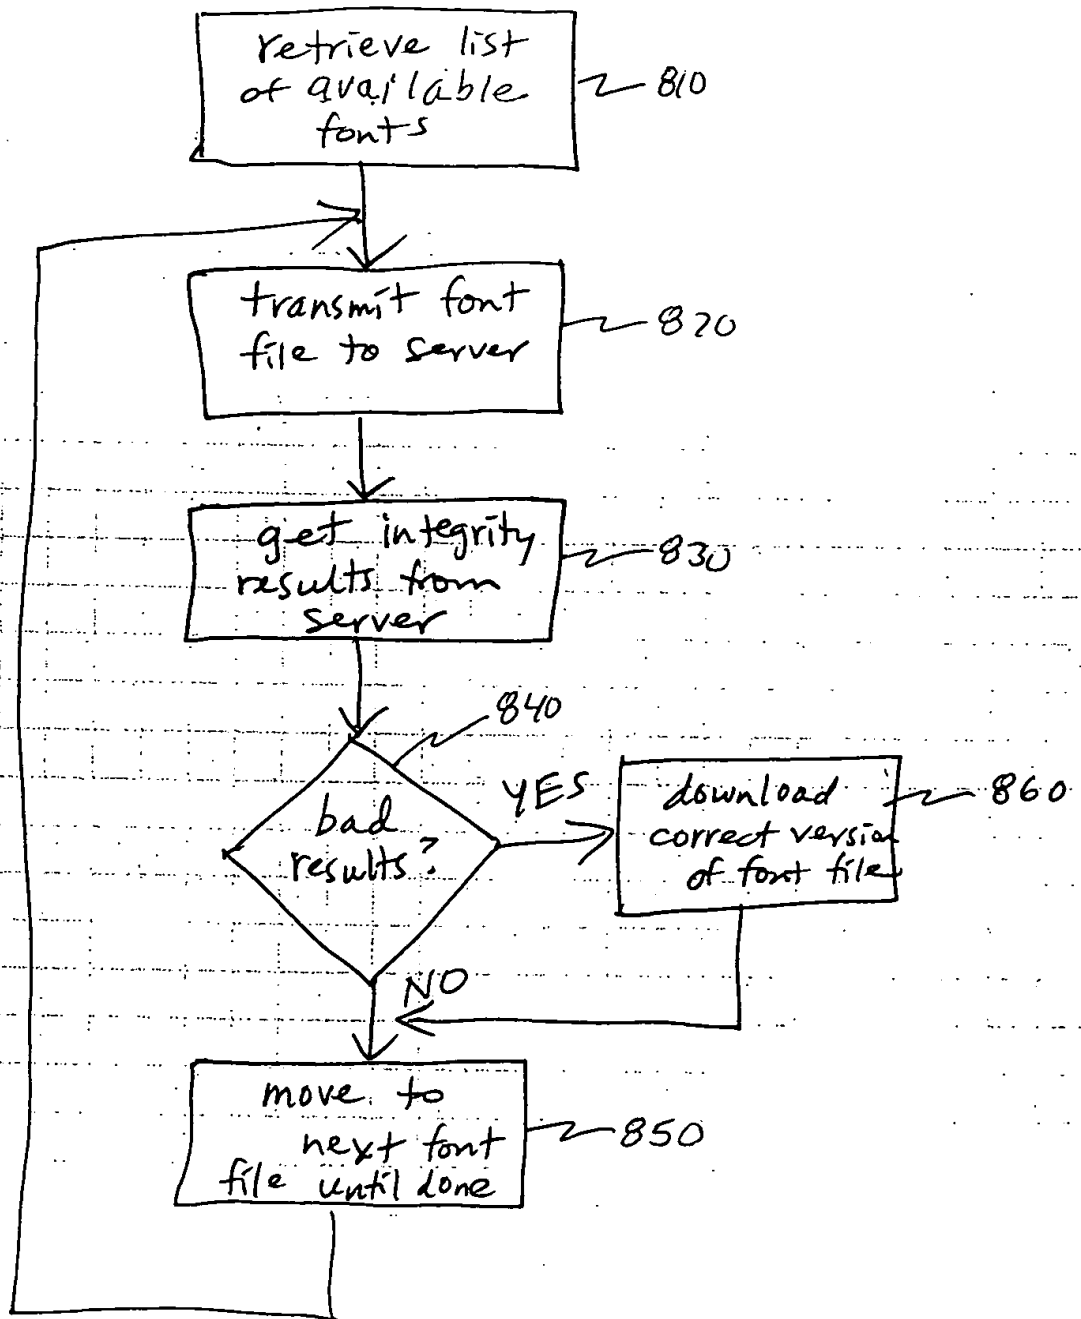 retrieve list
of available
fonts
810
transmit font
file to server
820
get integrity
results from
server
830
840
bad
results?
YES
download
correct version
of font file
860
NO
move to
next font
file until done
850